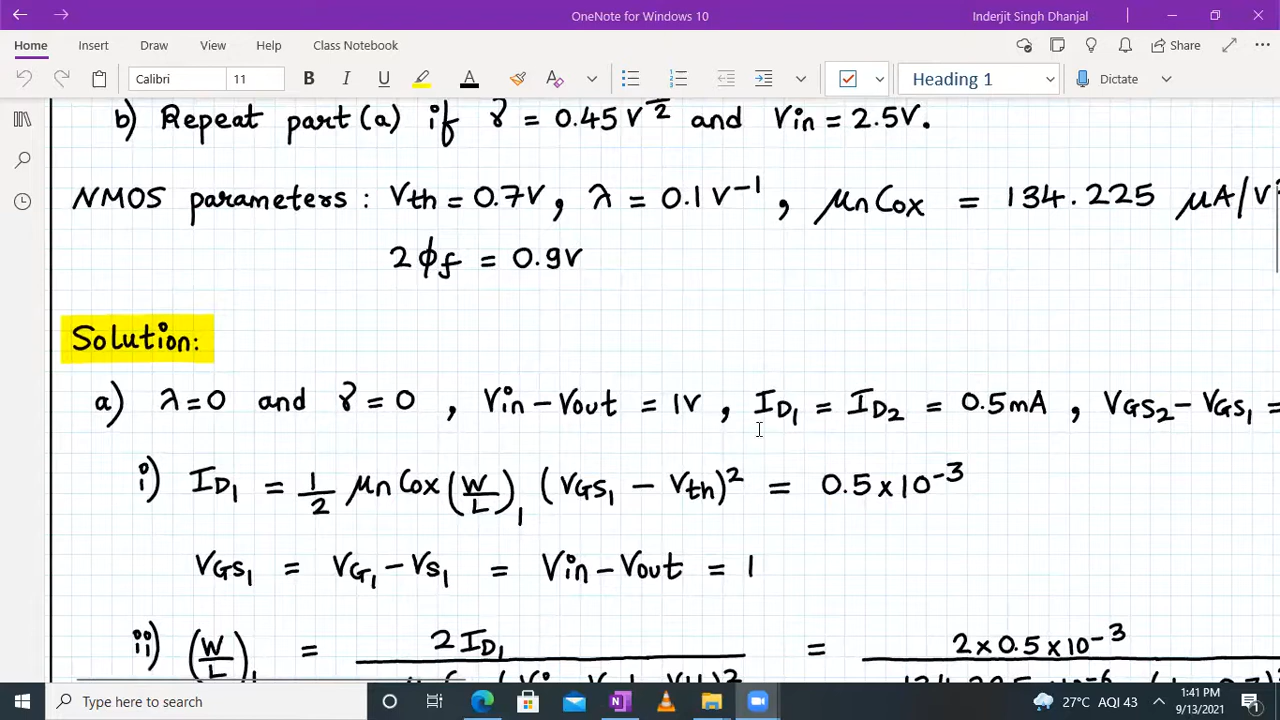 OneNote for Windows 10
Inderjit Singh Dhanjal
Home Insert Draw View Help Class Notebook Share
Calibri 11 B I U A Heading 1 Dictate
b) Repeat part (a) if γ = 0.45 V and Vin = 2.5V.
NMOS parameters : Vth = 0.7V, λ = 0.1 V⁻¹ , μnCox = 134.225 μA/V²
2ϕf = 0.9V
Solution:
a) λ=0 and γ=0 , Vin – Vout = 1V , ID₁ = ID₂ = 0.5mA , VGS₂ – VGS₁ =
i) ID₁ = 1/2 μnCox (W/L)₁ (VGS₁ – Vth)² = 0.5×10⁻³
VGS₁ = VG₁ – VS₁ = Vin – Vout = 1
ii) (W/L)₁ = 2ID₁ = 2×0.5×10⁻³
Type here to search
27°C AQI 43
1:41 PM
9/13/2021